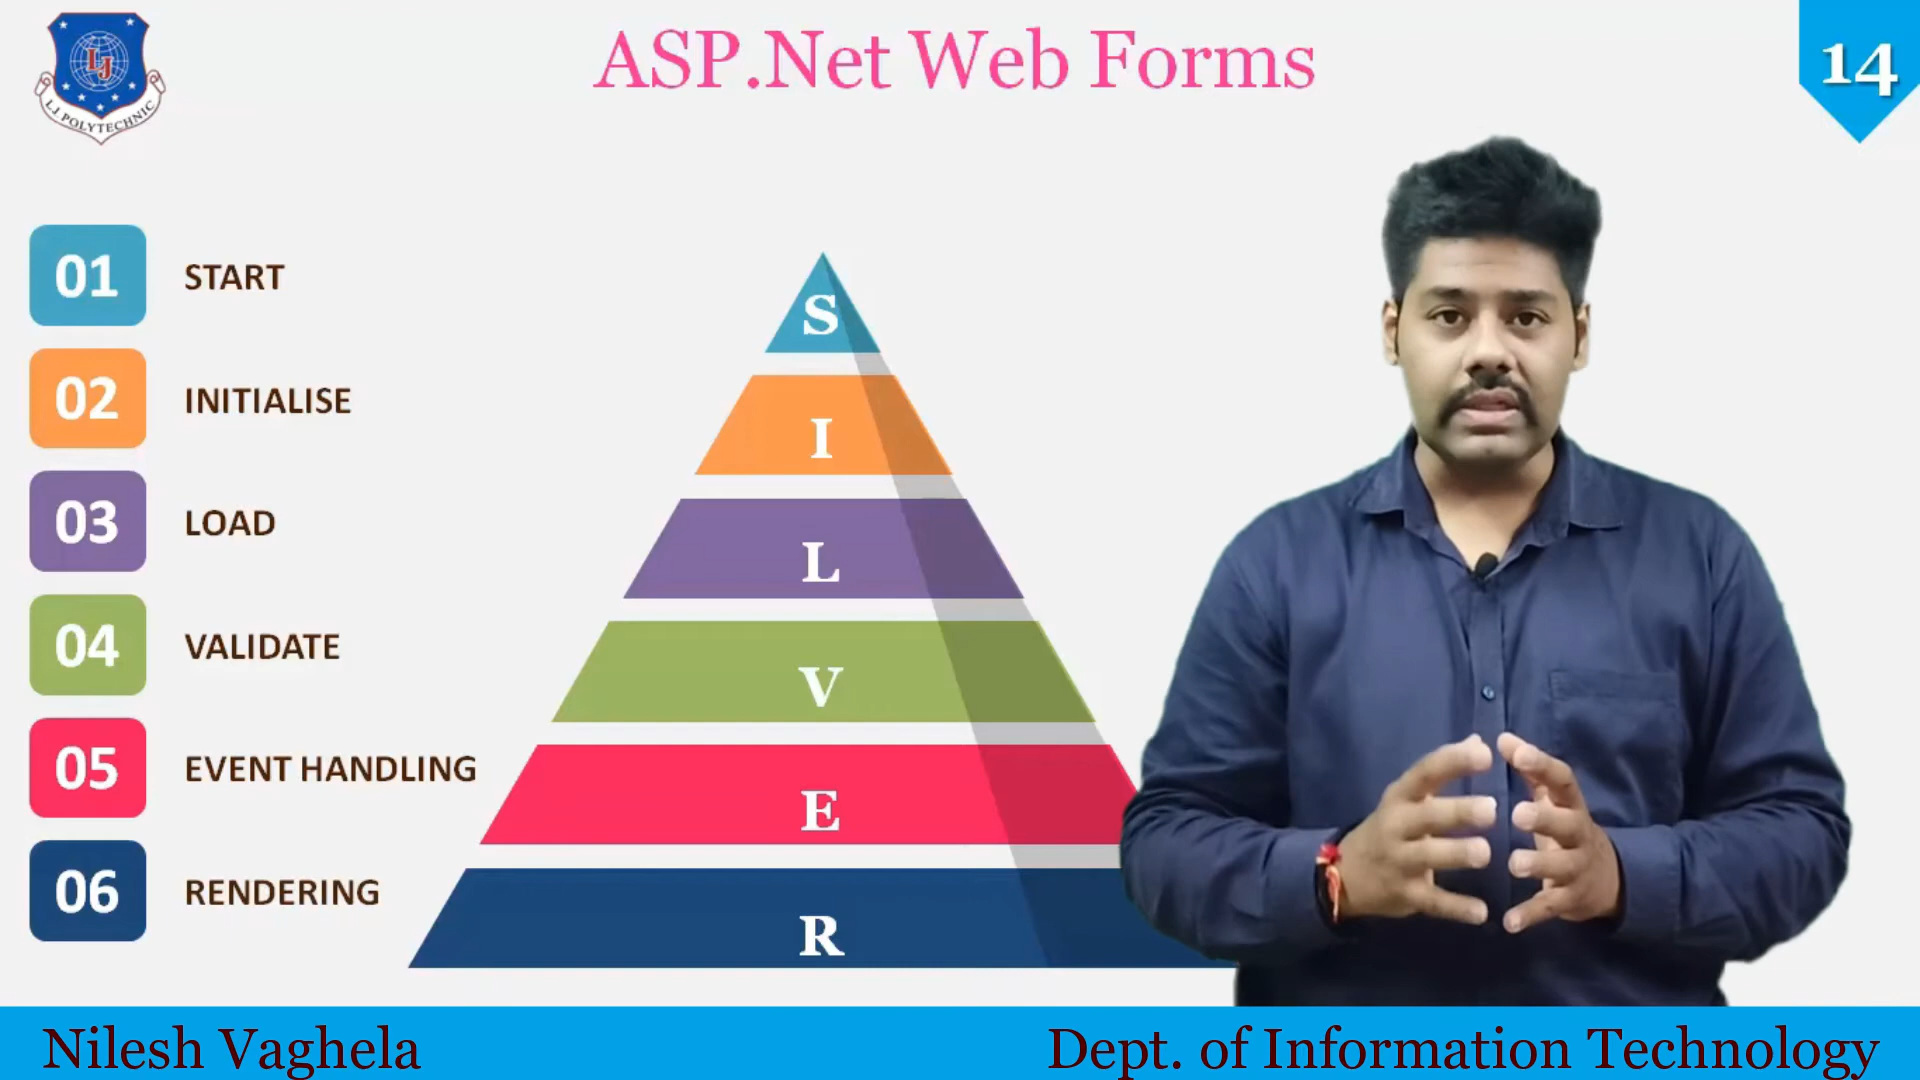 ASP.Net Web Forms
14
LJ
L.J. POLYTECHNIC
01 START
02 INITIALISE
03 LOAD
04 VALIDATE
05 EVENT HANDLING
06 RENDERING
S
I
L
V
E
R
Nilesh Vaghela
Dept. of Information Technology